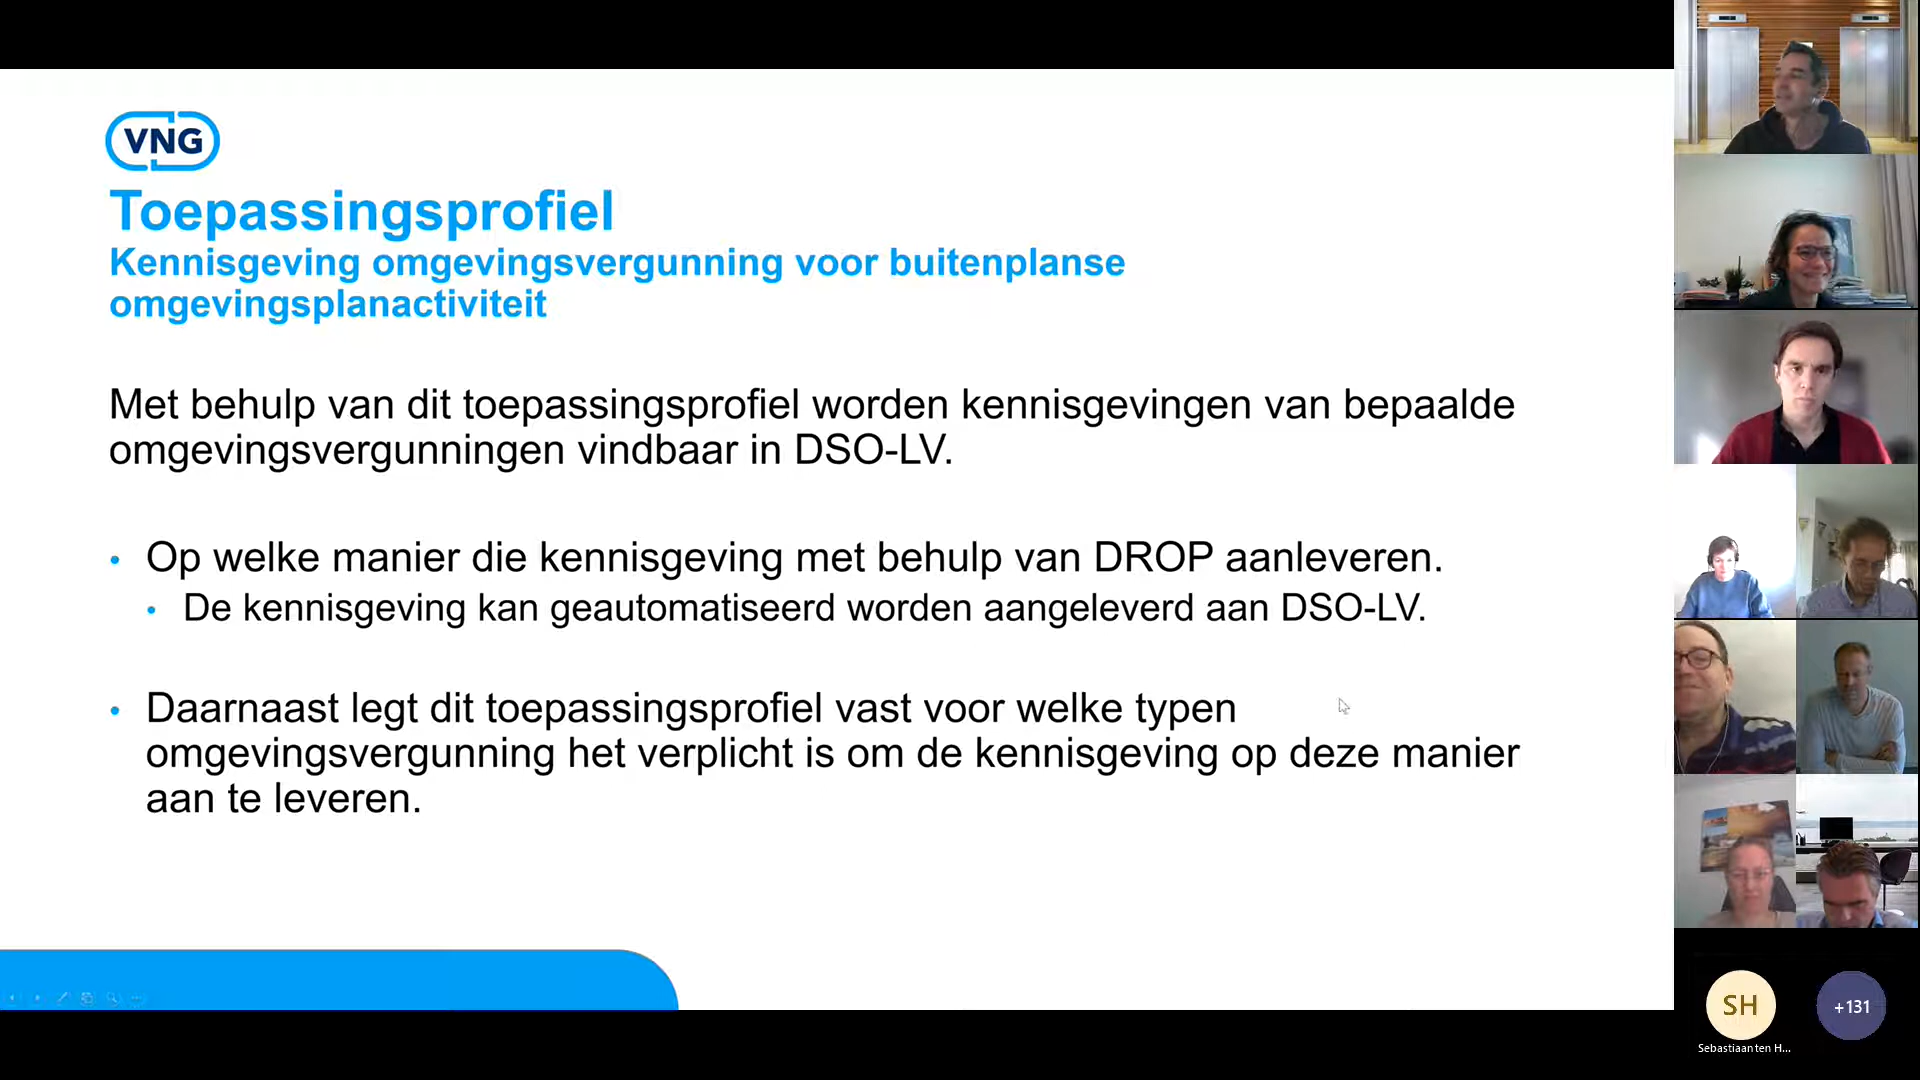 VNG
Toepassingsprofiel
Kennisgeving omgevingsvergunning voor buitenplanse
omgevingsplanactiviteit
Met behulp van dit toepassingsprofiel worden kennisgevingen van bepaalde
omgevingsvergunningen vindbaar in DSO-LV.
• Op welke manier die kennisgeving met behulp van DROP aanleveren.
• De kennisgeving kan geautomatiseerd worden aangeleverd aan DSO-LV.
• Daarnaast legt dit toepassingsprofiel vast voor welke typen
omgevingsvergunning het verplicht is om de kennisgeving op deze manier
aan te leveren.
SH
+131
Sebastiaan ten H...